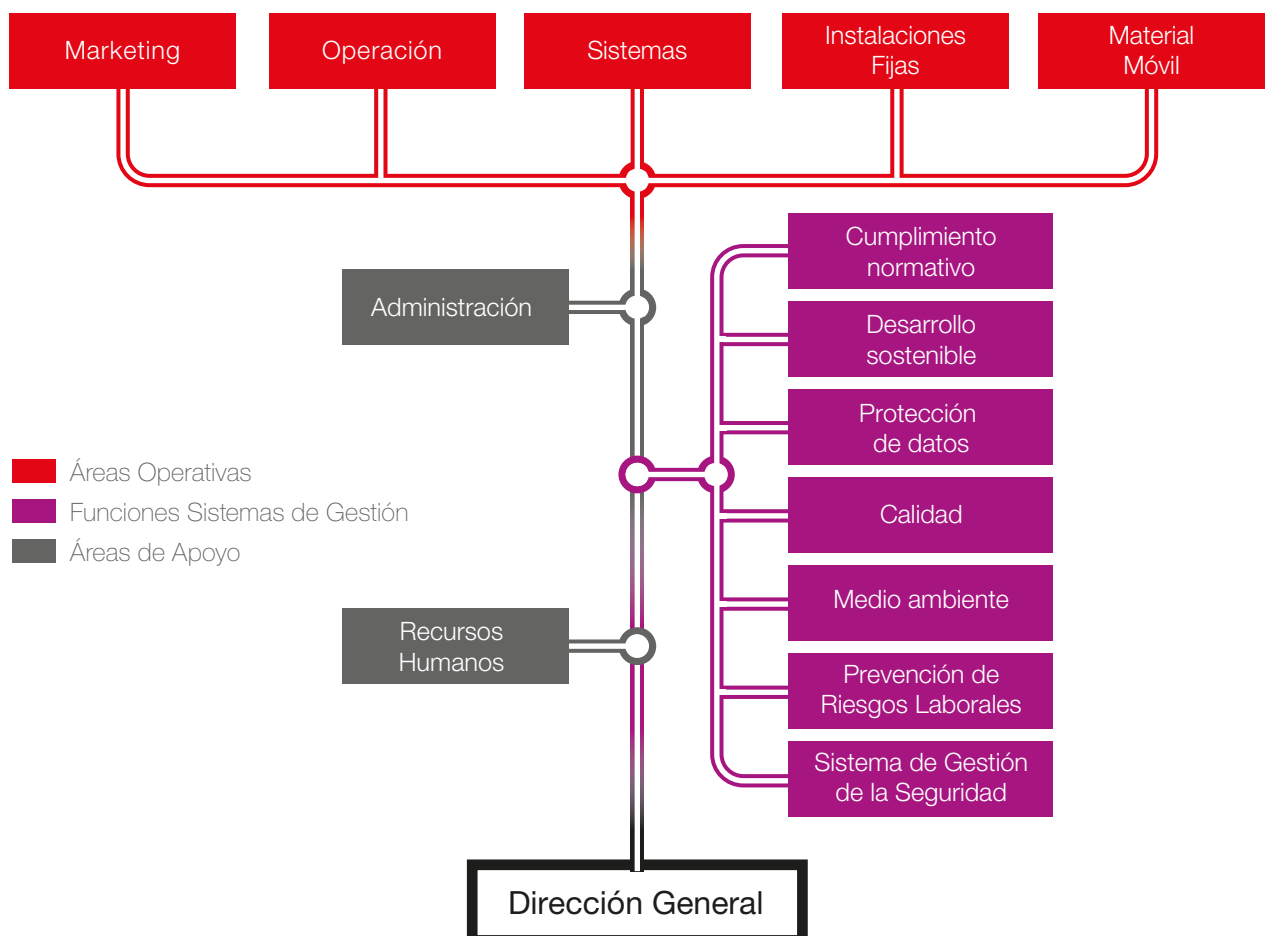 Marketing
Operación
Sistemas
Instalaciones
Fijas
Material
Móvil
Cumplimiento
normativo
Administración
Desarrollo
sostenible
Protección
de datos
Áreas Operativas
Funciones Sistemas de Gestión
Áreas de Apoyo
Calidad
Medio ambiente
Recursos
Humanos
Prevención de
Riesgos Laborales
Sistema de Gestión
de la Seguridad
Dirección General